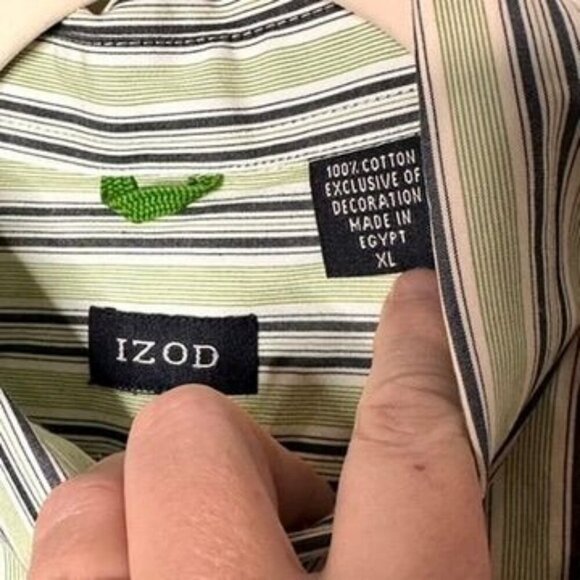 100% COTTON
EXCLUSIVE OF
DECORATION
MADE IN
EGYPT
XL
IZOD